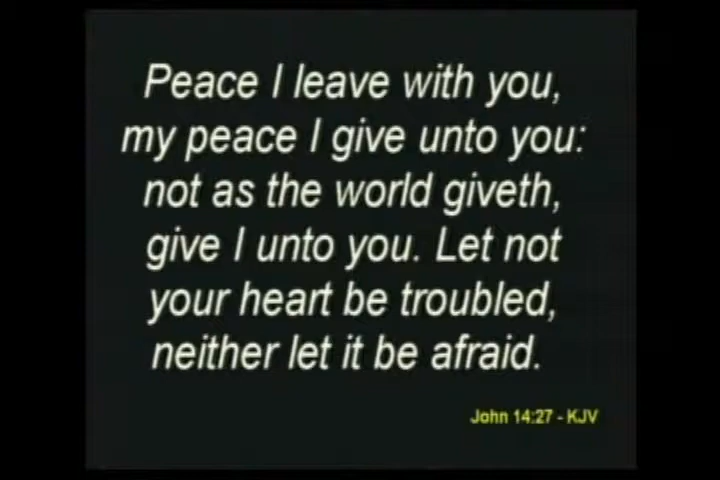 Peace I leave with you,
my peace I give unto you:
not as the world giveth,
give I unto you. Let not
your heart be troubled,
neither let it be afraid.
John 14:27 - KJV